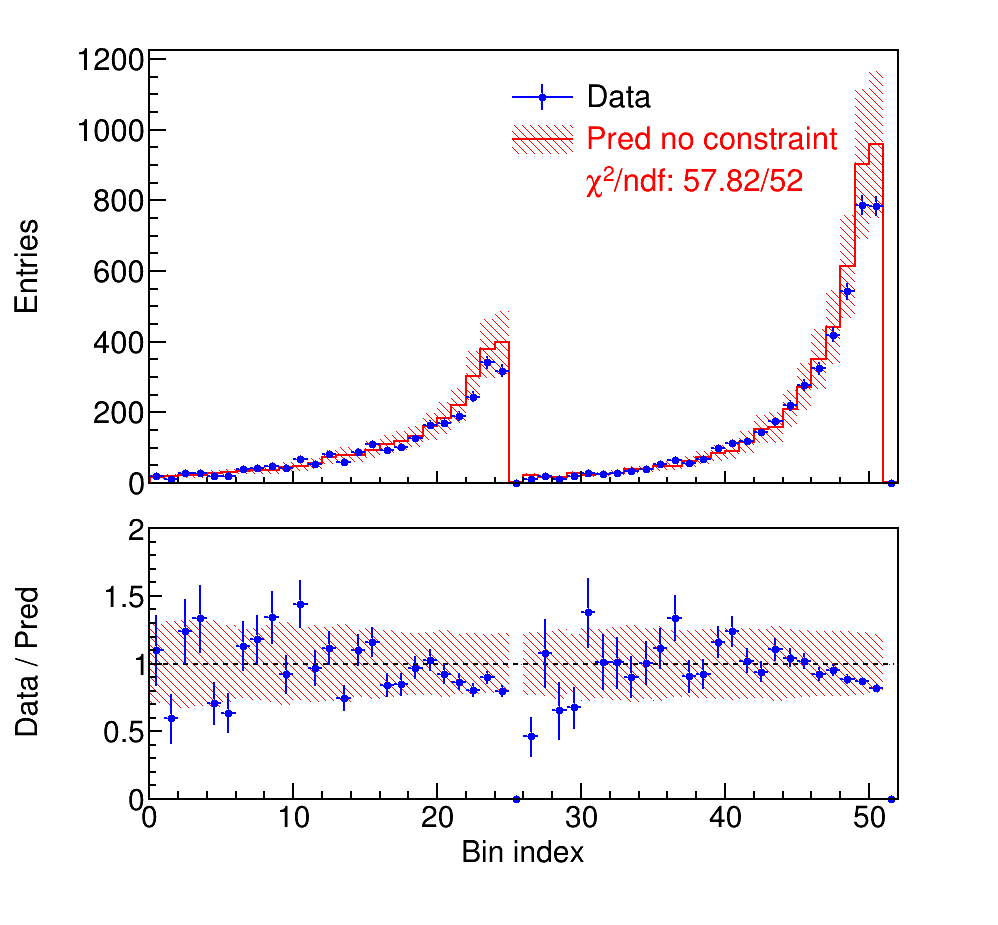 1200
1000
800
600
400
200
0
Entries
Data
Pred no constraint
χ²/ndf: 57.82/52
2
1.5
1
0.5
0
Data / Pred
0 10 20 30 40 50
Bin index